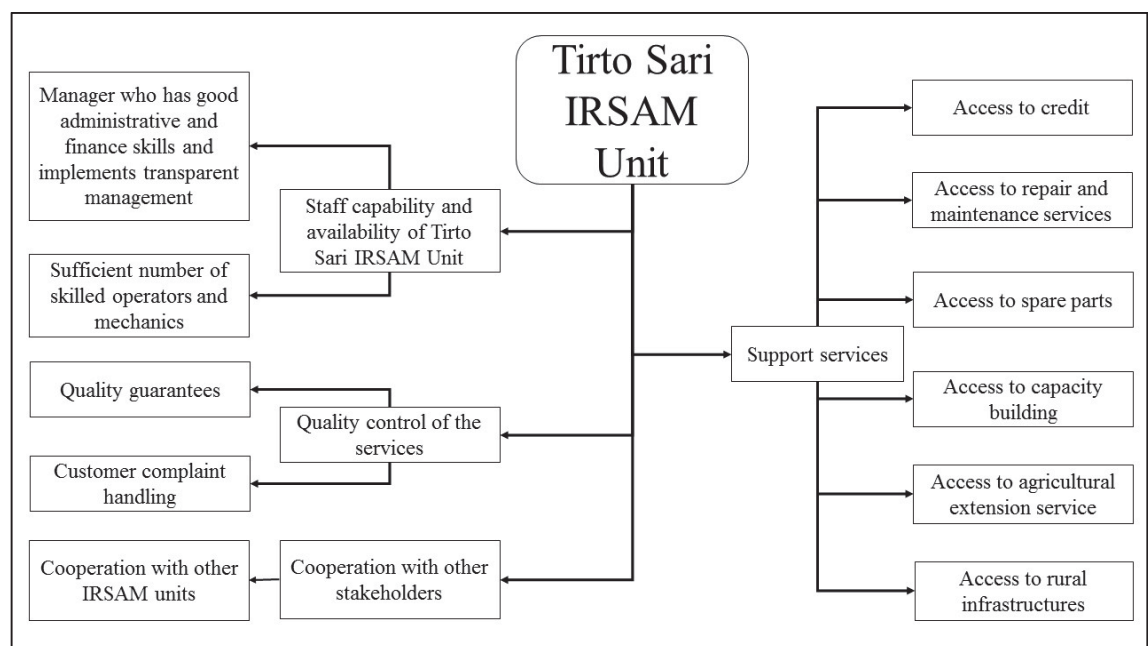 Tirto Sari
IRSAM
Unit
Manager who has good
administrative and
finance skills and
implements transparent
management
Staff capability and
availability of Tirto
Sari IRSAM Unit
Sufficient number of
skilled operators and
mechanics
Quality guarantees
Quality control of the
services
Customer complaint
handling
Cooperation with other
IRSAM units
Cooperation with other
stakeholders
Support services
Access to credit
Access to repair and
maintenance services
Access to spare parts
Access to capacity
building
Access to agricultural
extension service
Access to rural
infrastructures